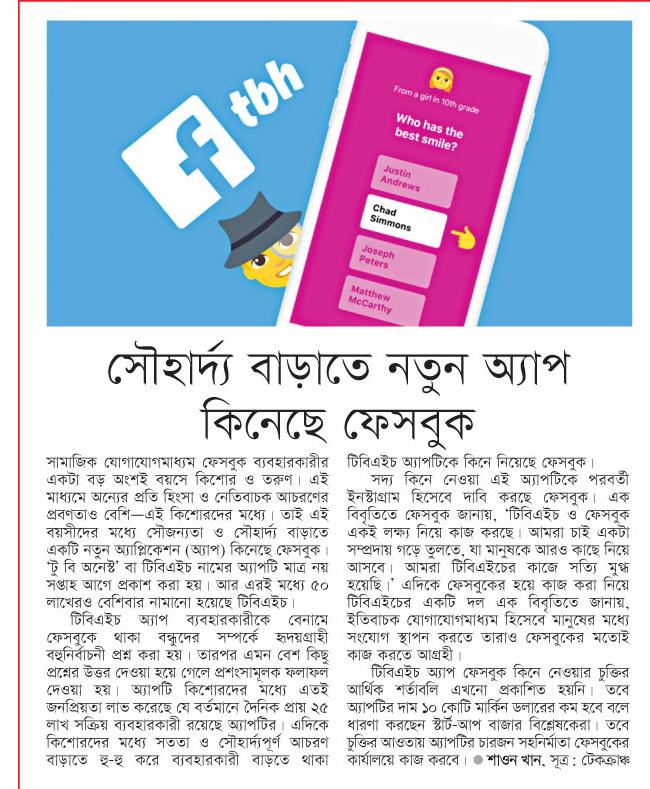 f
tbh
From a girl in 10th grade
Who has the
best smile?
Justin
Andrews
Chad
Simmons
Joseph
Peters
Matthew
McCarthy
সৌহার্দ্য বাড়াতে নতুন অ্যাপ
কিনেছে ফেসবুক
সামাজিক যোগাযোগমাধ্যম ফেসবুক ব্যবহারকারীর
একটা বড় অংশই বয়সে কিশোর ও তরুণ। এই
মাধ্যমে অন্যের প্রতি হিংসা ও নেতিবাচক আচরণের
প্রবণতাও বেশি—এই কিশোরদের মধ্যে। তাই এই
বয়সীদের মধ্যে সৌজন্যতা ও সৌহার্দ্য বাড়াতে
একটি নতুন অ্যাপ্লিকেশন (অ্যাপ) কিনেছে ফেসবুক।
‘টু বি অনেস্ট’ বা টিবিএইচ নামের অ্যাপটি মাত্র নয়
সপ্তাহ আগে প্রকাশ করা হয়। আর এরই মধ্যে ৫০
লাখেরও বেশিবার নামানো হয়েছে টিবিএইচ।
টিবিএইচ অ্যাপ ব্যবহারকারীকে বেনামে
ফেসবুকে থাকা বন্ধুদের সম্পর্কে হৃদয়গ্রাহী
বহুনির্বাচনী প্রশ্ন করা হয়। তারপর এমন বেশ কিছু
প্রশ্নের উত্তর দেওয়া হয়ে গেলে প্রশংসামূলক ফলাফল
দেওয়া হয়। অ্যাপটি কিশোরদের মধ্যে এতই
জনপ্রিয়তা লাভ করেছে যে বর্তমানে দৈনিক প্রায় ২৫
লাখ সক্রিয় ব্যবহারকারী রয়েছে অ্যাপটির। এদিকে
কিশোরদের মধ্যে সততা ও সৌহার্দ্যপূর্ণ আচরণ
বাড়াতে হু-হু করে ব্যবহারকারী বাড়তে থাকা
টিবিএইচ অ্যাপটিকে কিনে নিয়েছে ফেসবুক।
সদ্য কিনে নেওয়া এই অ্যাপটিকে পরবর্তী
ইনস্টাগ্রাম হিসেবে দাবি করছে ফেসবুক। এক
বিবৃতিতে ফেসবুক জানায়, ‘টিবিএইচ ও ফেসবুক
একই লক্ষ্য নিয়ে কাজ করছে। আমরা চাই একটা
সম্প্রদায় গড়ে তুলতে, যা মানুষকে আরও কাছে নিয়ে
আসবে। আমরা টিবিএইচের কাজে সত্যি মুগ্ধ
হয়েছি।’ এদিকে ফেসবুকের হয়ে কাজ করা নিয়ে
টিবিএইচের একটি দল এক বিবৃতিতে জানায়,
ইতিবাচক যোগাযোগমাধ্যম হিসেবে মানুষের মধ্যে
সংযোগ স্থাপন করতে তারাও ফেসবুকের মতোই
কাজ করতে আগ্রহী।
টিবিএইচ অ্যাপ ফেসবুক কিনে নেওয়ার চুক্তির
আর্থিক শর্তাবলি এখনো প্রকাশিত হয়নি। তবে
অ্যাপটির দাম ১০ কোটি মার্কিন ডলারের কম হবে বলে
ধারণা করছেন স্টার্ট-আপ বাজার বিশ্লেষকেরা। তবে
চুক্তির আওতায় অ্যাপটির চারজন সহনির্মাতা ফেসবুকের
কার্যালয়ে কাজ করবে। ● শাওন খান, সূত্র : টেকক্রাঞ্চ